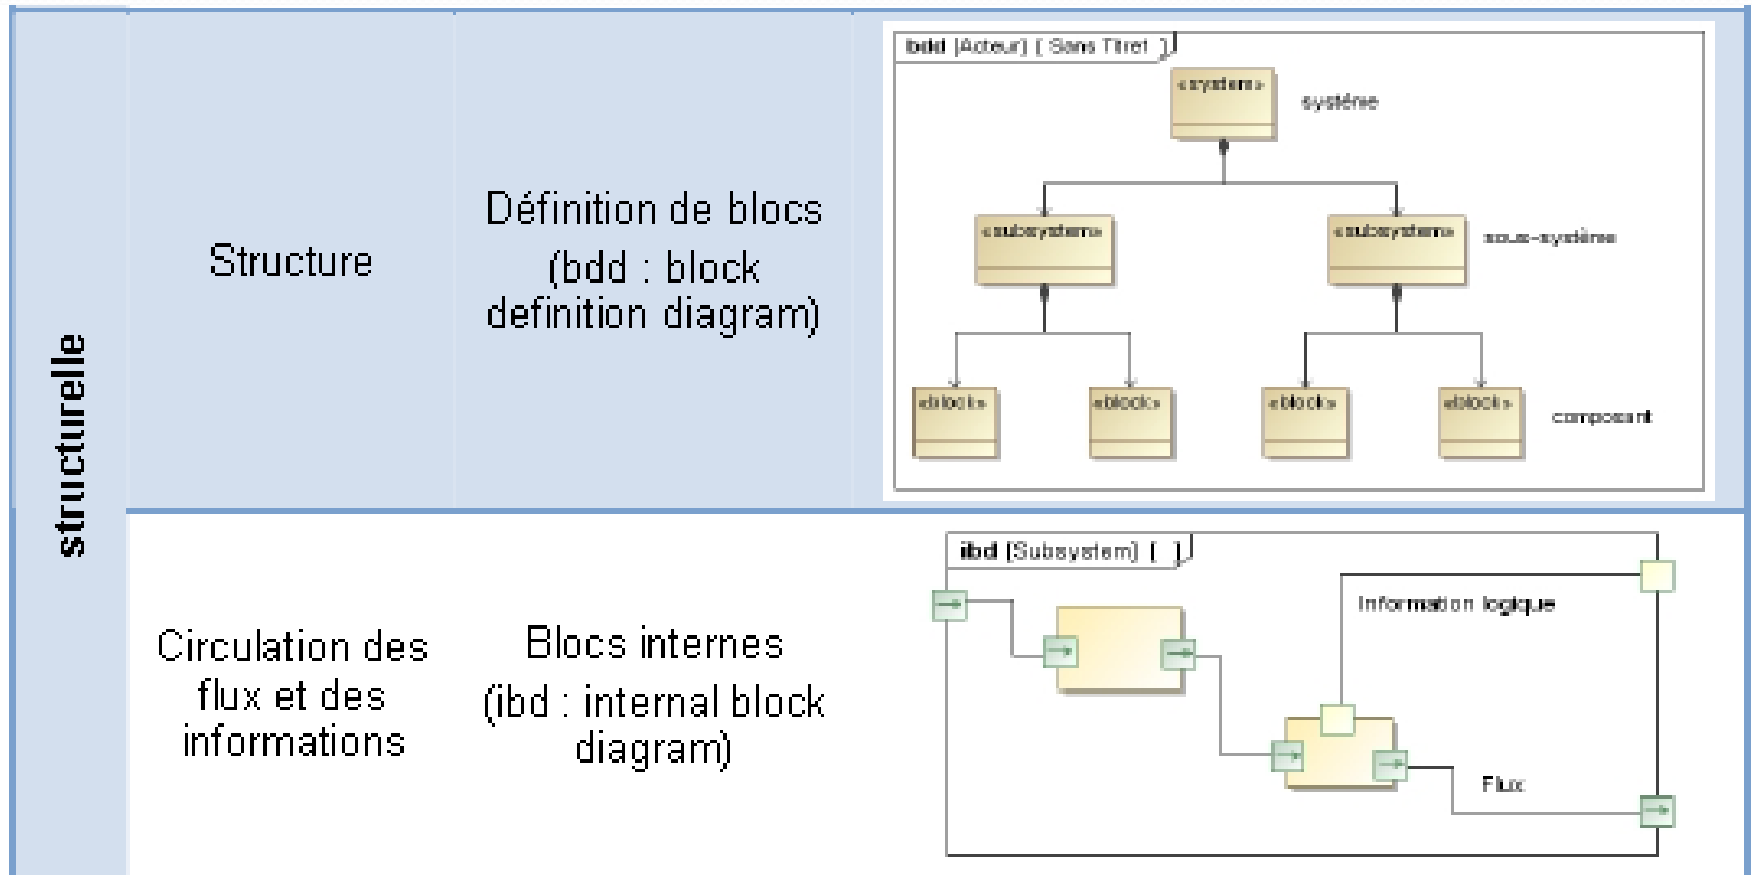 structurelle
Structure
Définition de blocs
(bdd : block
definition diagram)
bdd [Acteur] [ Sans Titre1 ]
«system»
système
«subsystem»
«subsystem»
sous-système
«block»
«block»
«block»
«block»
composant
Circulation des
flux et des
informations
Blocs internes
(ibd : internal block
diagram)
ibd [Subsystem] [ ]
Information logique
Flux